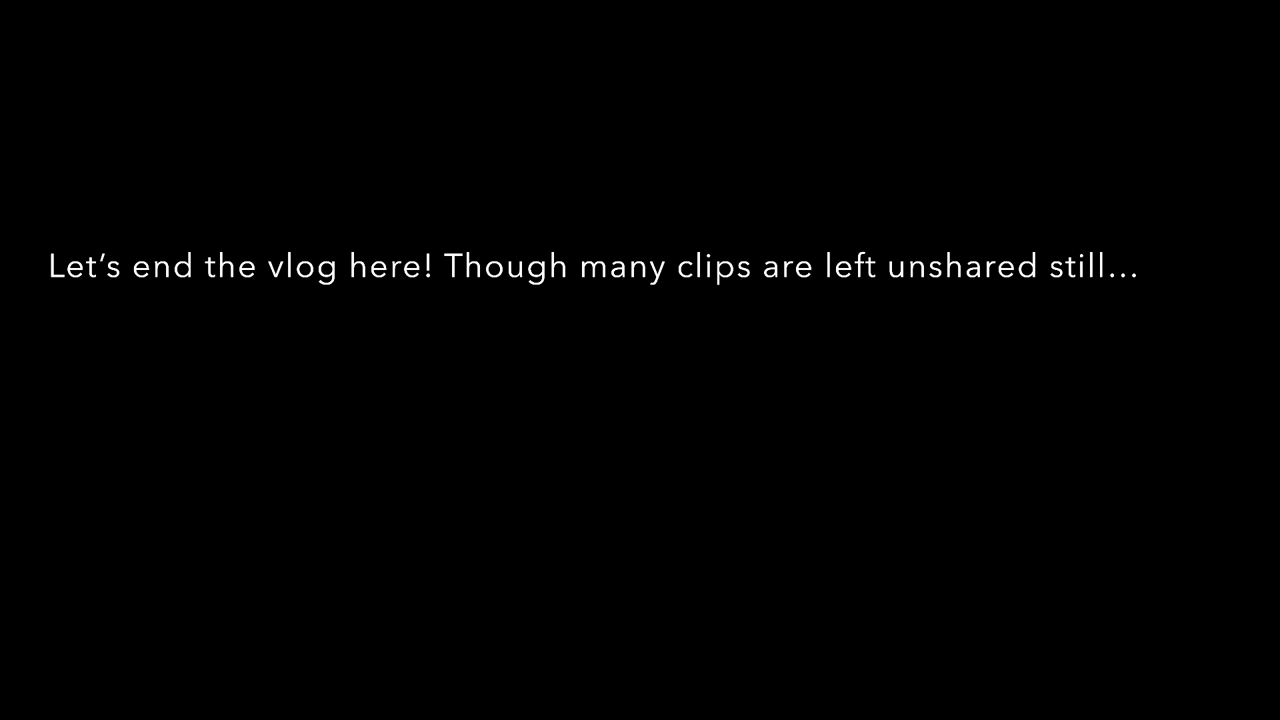 Let’s end the vlog here! Though many clips are left unshared still…